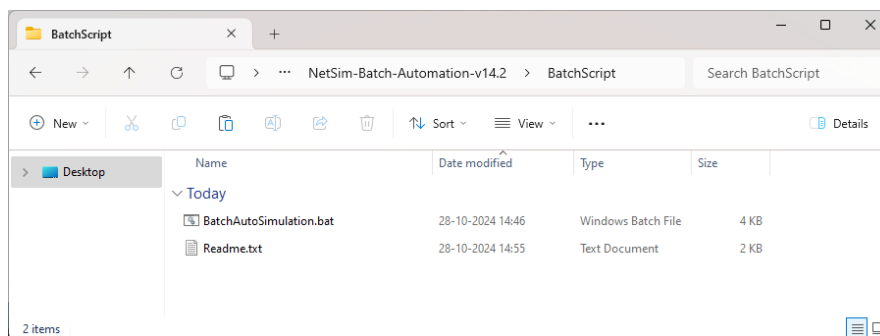 BatchScript
NetSim-Batch-Automation-v14.2 > BatchScript
Search BatchScript
New
Sort
View
Details
Desktop
Name Date modified Type Size
Today
BatchAutoSimulation.bat 28-10-2024 14:46 Windows Batch File 4 KB
Readme.txt 28-10-2024 14:55 Text Document 2 KB
2 items